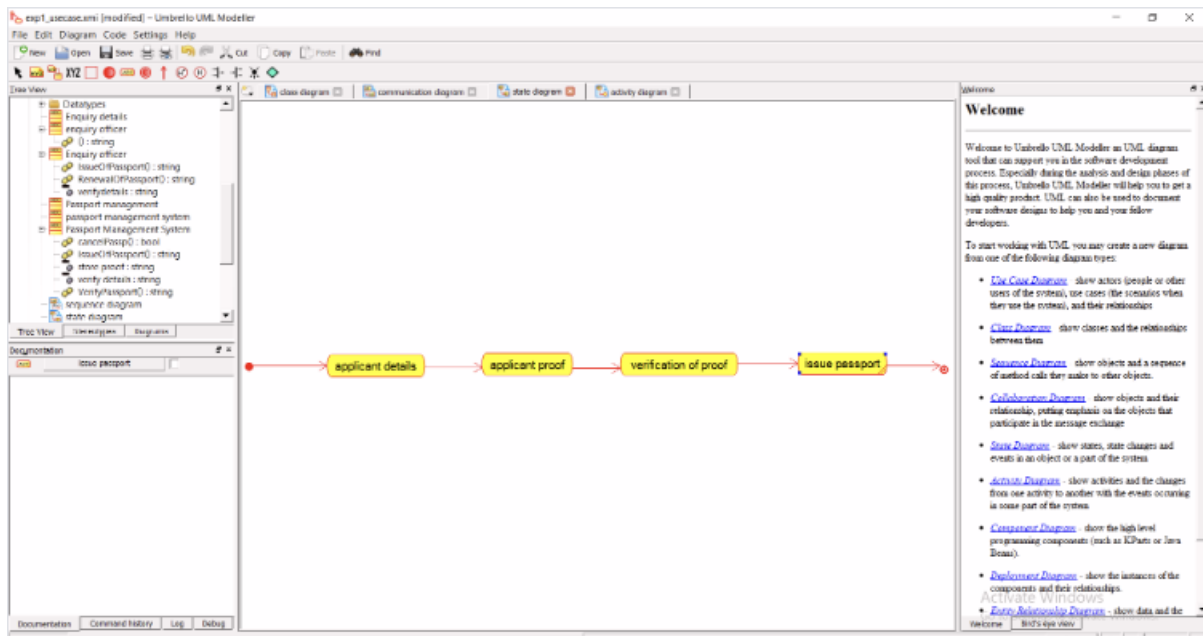 exp1_usecase.xmi [modified] – Umbrello UML Modeller
File Edit Diagram Code Settings Help
New Open Save Cut Copy Paste Find
XYZ
Tree View
class diagram communication diagram state diagram activity diagram
Welcome
Datatypes
Enquiry details
enquiry officer
() : string
Enquiry officer
IssueOfPassport() : string
RenewalOfPassport() : string
verifydetails : string
Passport management
passport management system
Passport Management System
cancelPassp() : bool
IssueOfPassport() : string
store proof : string
verify details : string
VerifyPassport() : string
sequence diagram
state diagram
Tree View Stereotypes Diagrams
Documentation
issue passport
Documentation Command history Log Debug
applicant details
applicant proof
verification of proof
issue passport
Welcome
Welcome to Umbrello UML Modeller an UML diagram
tool that can support you in the software development
process. Especially during the analysis and design phases of
this process, Umbrello UML Modeller will help you to get a
high quality product. UML can also be used to document
your software designs to help you and your fellow
developers.
To start working with UML you may create a new diagram
from one of the following diagram types:
• Use Case Diagram - show actors (people or other
users of the system), use cases (the scenarios when
they use the system), and their relationships
• Class Diagram - show classes and the relationships
between them
• Sequence Diagram - show objects and a sequence
of method calls they make to other objects.
• Collaboration Diagram - show objects and their
relationship, putting emphasis on the objects that
participate in the message exchange
• State Diagram - show states, state changes and
events in an object or a part of the system
• Activity Diagram - show activities and the changes
from one activity to another with the events occuring
in some part of the system
• Component Diagram - show the high level
programming components (such as KParts or Java
Beans).
• Deployment Diagram - show the instances of the
components and their relationships.
Activate Windows
• Entity Relationship Diagram - show data and the
Welcome Bird's eye view